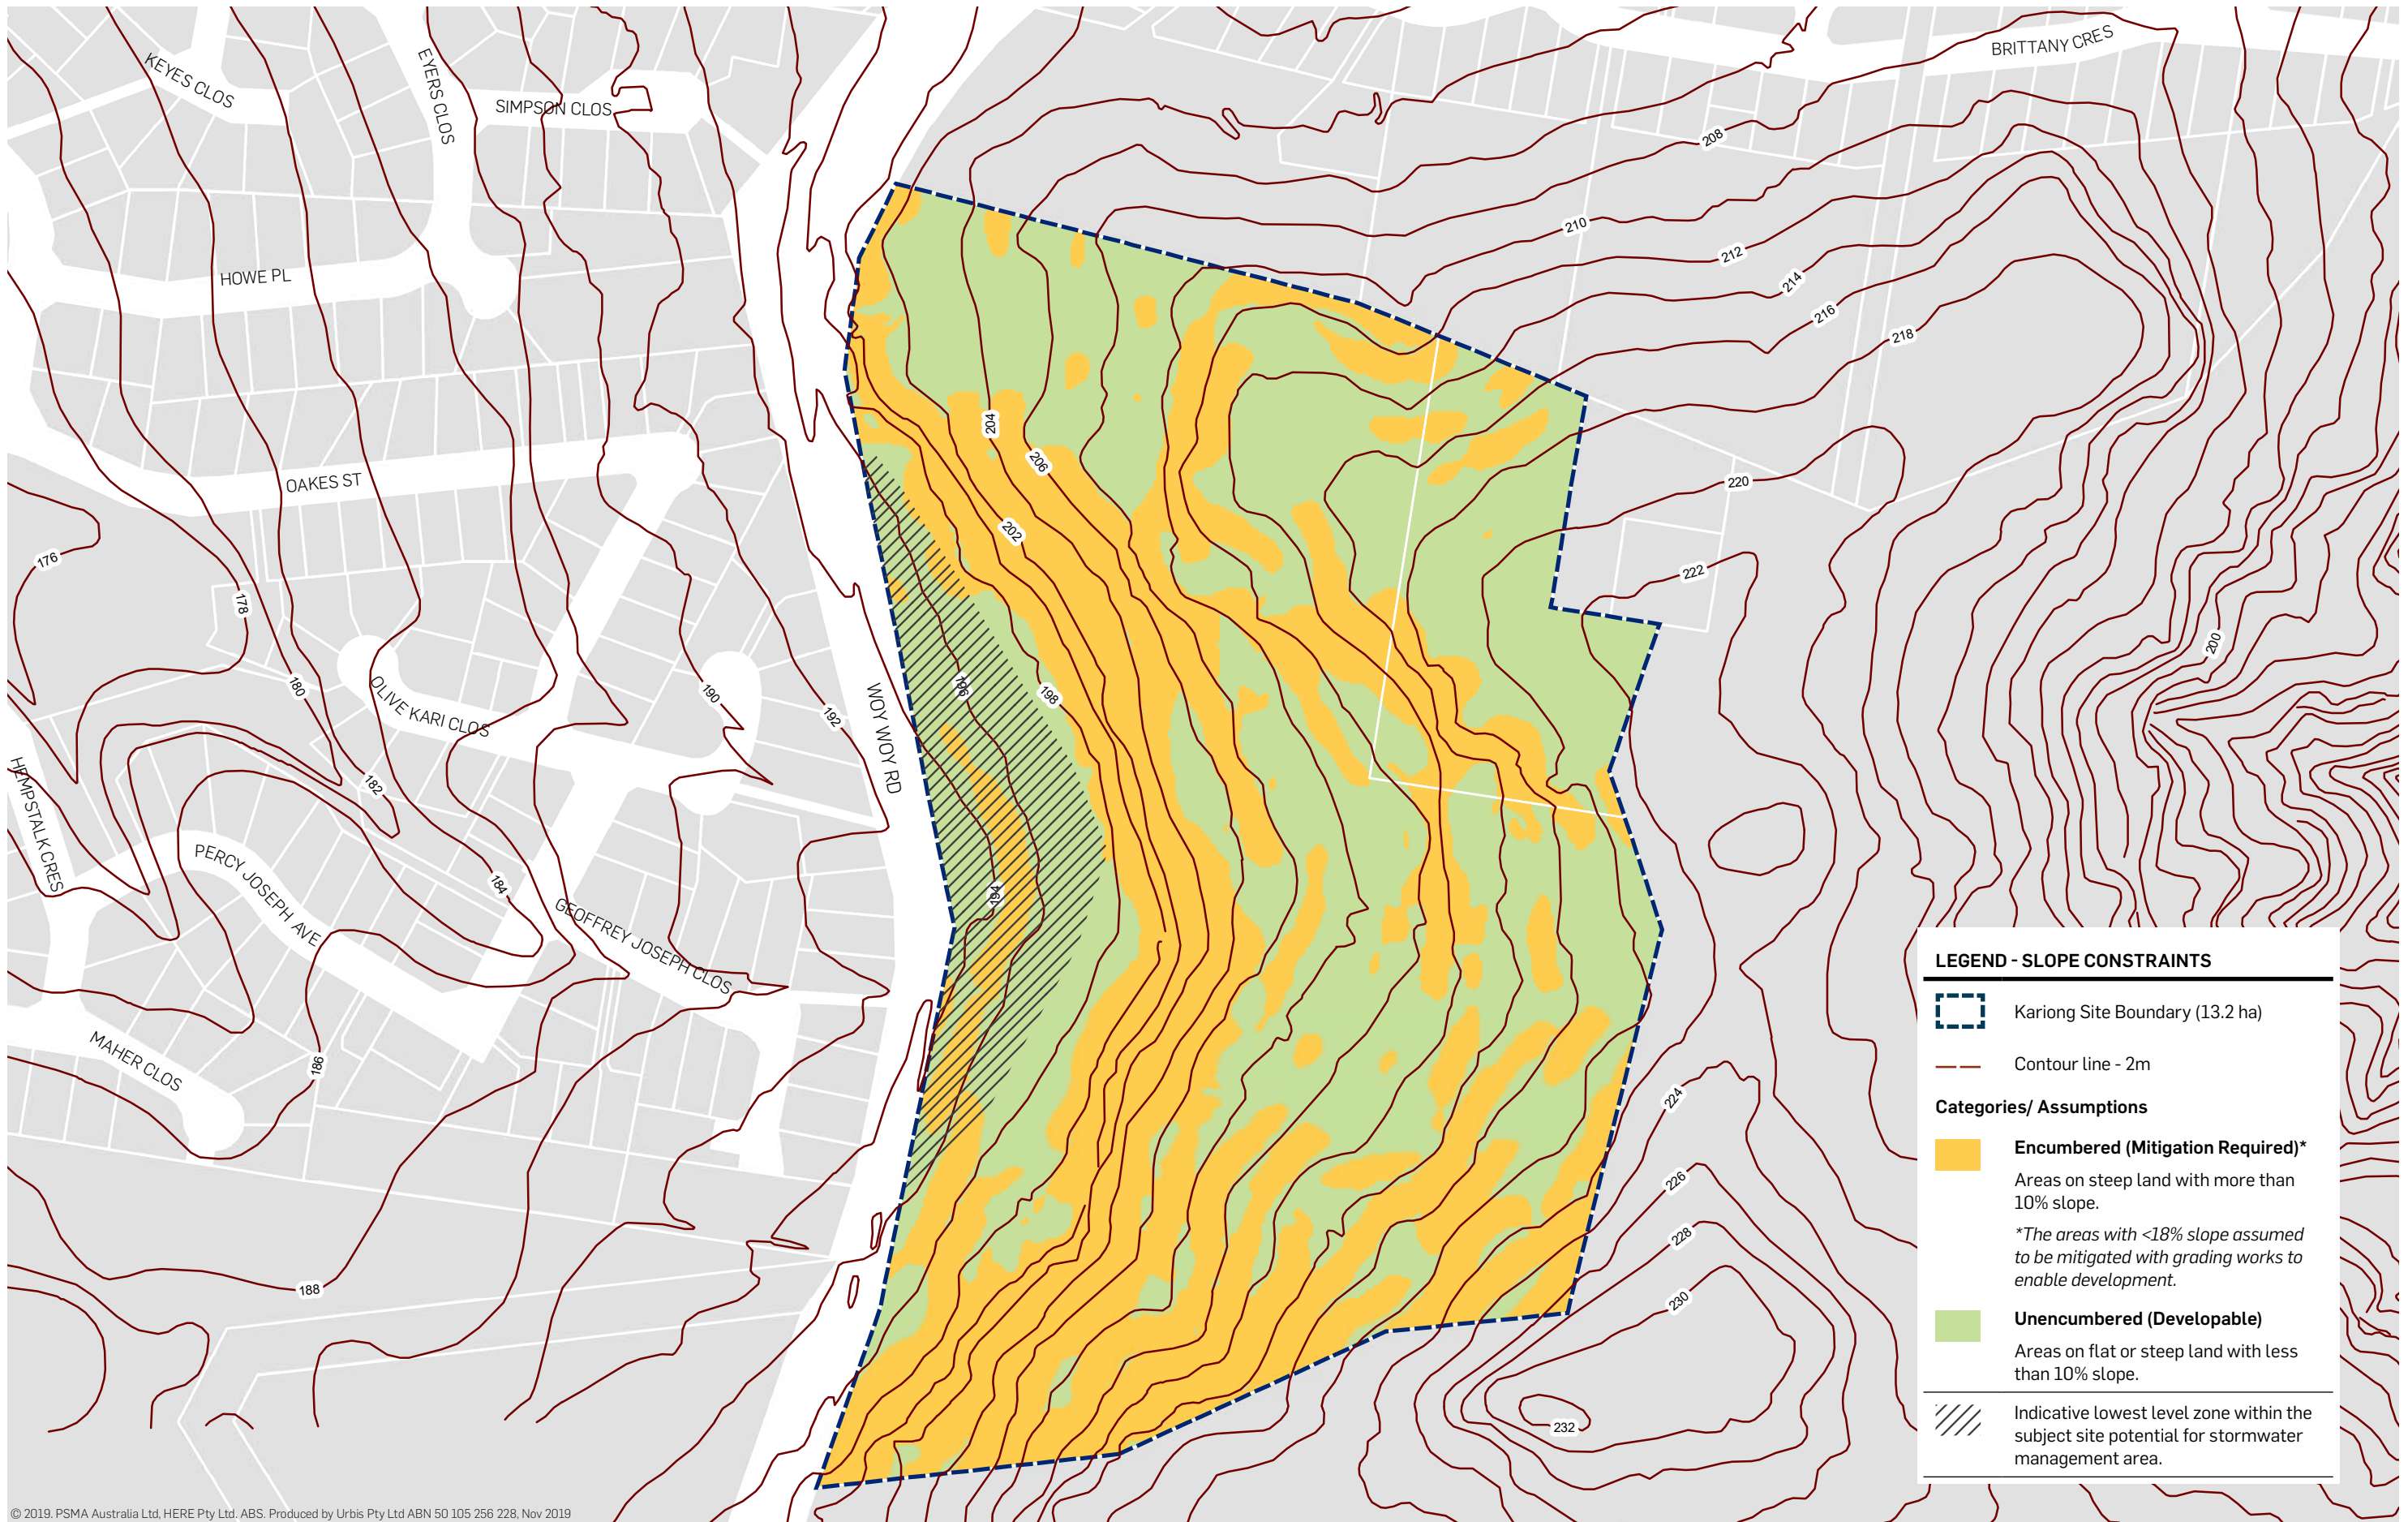 BRITTANY CRES
KEYES CLOS
EYERS CLOS
SIMPSON CLOS
208
210
212
HOWE PL
214
216
218
204
206
OAKES ST
220
202
176
222
178
200
180
196
190
198
OLIVE KARI CLOS
192
WOY WOY RD
HEMPSTALK CRES
182
PERCY JOSEPH AVE
184
194
GEOFFREY JOSEPH CLOS
MAHER CLOS
186
224
226
228
188
230
232
LEGEND - SLOPE CONSTRAINTS
Kariong Site Boundary (13.2 ha)
Contour line - 2m
Categories/ Assumptions
Encumbered (Mitigation Required)*
Areas on steep land with more than
10% slope.
*The areas with <18% slope assumed
to be mitigated with grading works to
enable development.
Unencumbered (Developable)
Areas on flat or steep land with less
than 10% slope.
Indicative lowest level zone within the
subject site potential for stormwater
management area.
© 2019. PSMA Australia Ltd, HERE Pty Ltd. ABS. Produced by Urbis Pty Ltd ABN 50 105 256 228, Nov 2019